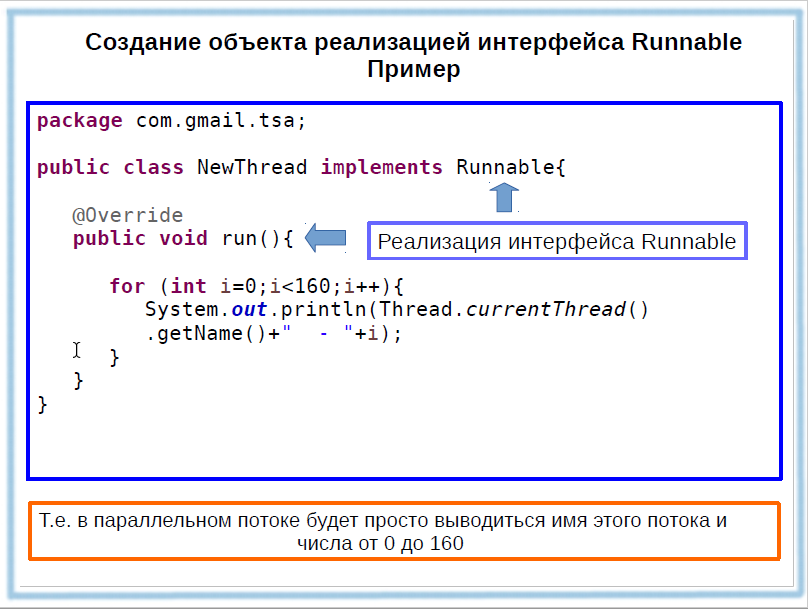 Создание объекта реализацией интерфейса Runnable
Пример
package com.gmail.tsa;
public class NewThread implements Runnable{
@Override
public void run(){
Реализация интерфейса Runnable
for (int i=0;i<160;i++){
System.out.println(Thread.currentThread()
.getName()+"  - "+i);
}
}
}
Т.е. в параллельном потоке будет просто выводиться имя этого потока и
числа от 0 до 160